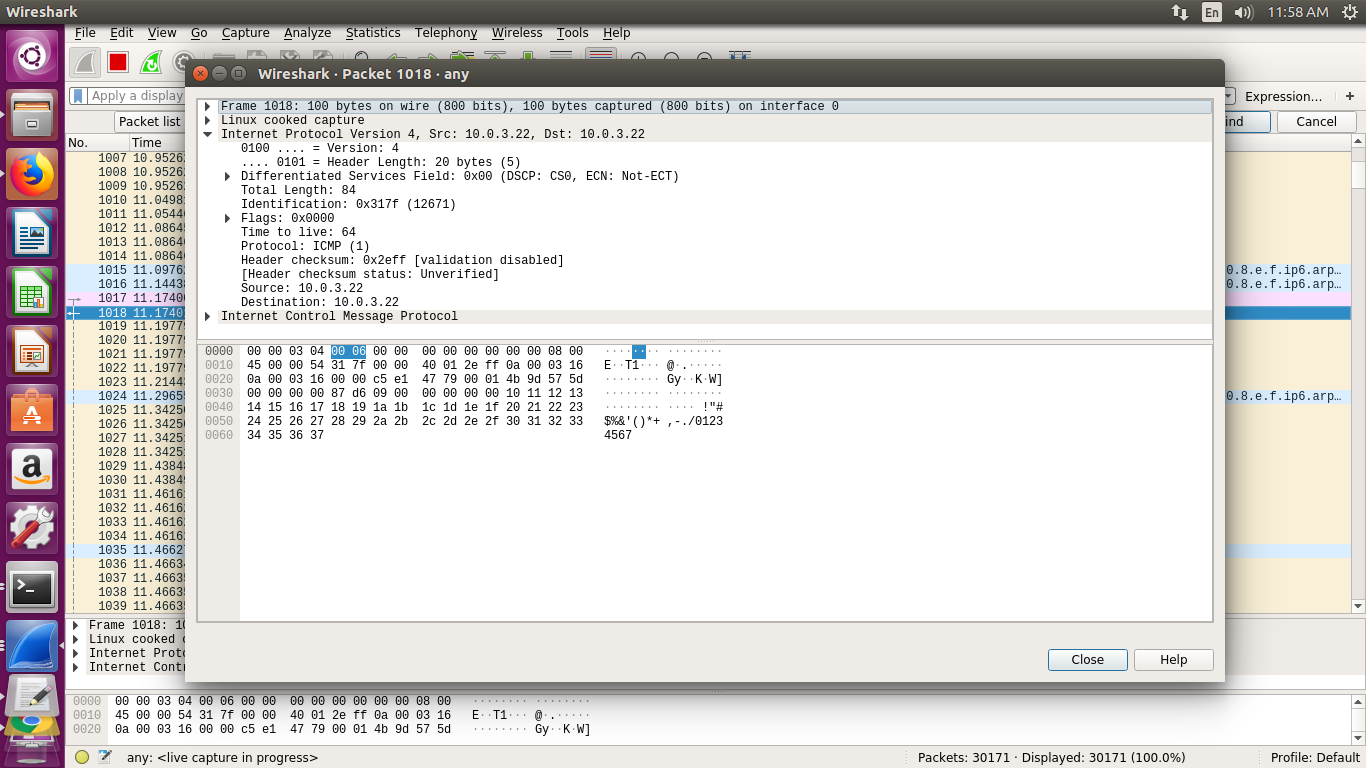 Wireshark
En
11:58 AM
File Edit View Go Capture Analyze Statistics Telephony Wireless Tools Help
Wireshark · Packet 1018 · any
Apply a display
Expression...
+
Packet list
Cancel
No. Time
1007 10.9526
1008 10.9526
1009 10.9526
1010 11.0498
1011 11.0544
1012 11.0864
1013 11.0864
1014 11.0864
1015 11.0976
0.8.e.f.ip6.arp…
1016 11.1443
0.8.e.f.ip6.arp…
1017 11.1740
1018 11.1740
1019 11.1977
1020 11.1977
1021 11.1977
1022 11.1977
1023 11.2144
1024 11.2965
0.8.e.f.ip6.arp…
1025 11.3425
1026 11.3425
1027 11.3425
1028 11.3425
1029 11.4384
1030 11.4384
1031 11.4616
1032 11.4616
1033 11.4616
1034 11.4616
1035 11.4662
1036 11.4663
1037 11.4663
1038 11.4663
1039 11.4663
Frame 1018: 100 bytes on wire (800 bits), 100 bytes captured (800 bits) on interface 0
Linux cooked capture
Internet Protocol Version 4, Src: 10.0.3.22, Dst: 10.0.3.22
0100 .... = Version: 4
.... 0101 = Header Length: 20 bytes (5)
Differentiated Services Field: 0x00 (DSCP: CS0, ECN: Not-ECT)
Total Length: 84
Identification: 0x317f (12671)
Flags: 0x0000
Time to live: 64
Protocol: ICMP (1)
Header checksum: 0x2eff [validation disabled]
[Header checksum status: Unverified]
Source: 10.0.3.22
Destination: 10.0.3.22
Internet Control Message Protocol
0000 00 00 03 04 00 06 00 00 00 00 00 00 00 00 08 00 ········ ········
0010 45 00 00 54 31 7f 00 00 40 01 2e ff 0a 00 03 16 E··T1··· @·.·····
0020 0a 00 03 16 00 00 c5 e1 47 79 00 01 4b 9d 57 5d ········ Gy··K·W]
0030 00 00 00 00 87 d6 09 00 00 00 00 00 10 11 12 13 ········ ········
0040 14 15 16 17 18 19 1a 1b 1c 1d 1e 1f 20 21 22 23 ········ ···· !"#
0050 24 25 26 27 28 29 2a 2b 2c 2d 2e 2f 30 31 32 33 $%&'()*+ ,-./0123
0060 34 35 36 37 4567
Close Help
Frame 1018: 10
Linux cooked
Internet Proto
Internet Contr
0000 00 00 03 04 00 06 00 00 00 00 00 00 00 00 08 00 ········ ········
0010 45 00 00 54 31 7f 00 00 40 01 2e ff 0a 00 03 16 E··T1··· @·.·····
0020 0a 00 03 16 00 00 c5 e1 47 79 00 01 4b 9d 57 5d ········ Gy··K·W]
any: <live capture in progress>
Packets: 30171 · Displayed: 30171 (100.0%)
Profile: Default